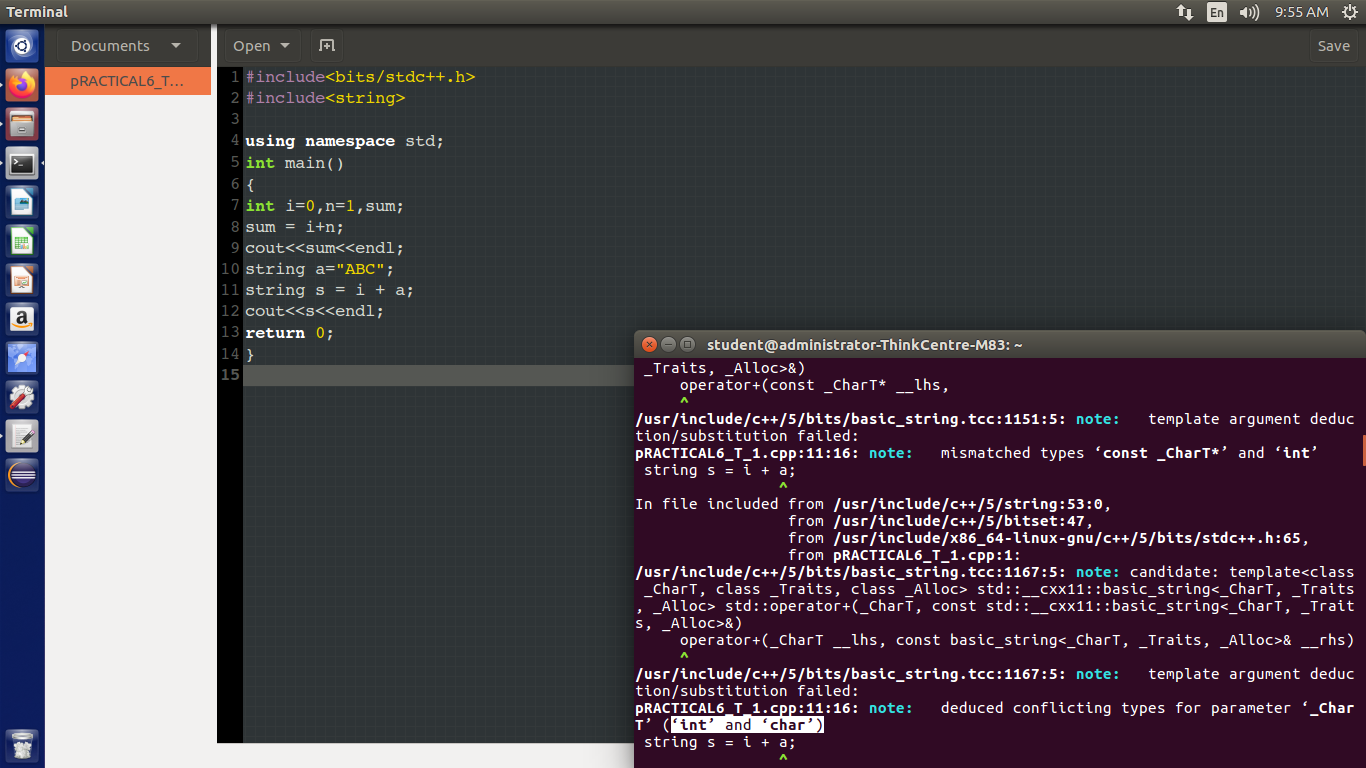 Terminal
En
9:55 AM
Documents
Open
Save
pRACTICAL6_T...
1 #include<bits/stdc++.h>
2 #include<string>
3
4 using namespace std;
5 int main()
6 {
7 int i=0,n=1,sum;
8 sum = i+n;
9 cout<<sum<<endl;
10 string a="ABC";
11 string s = i + a;
12 cout<<s<<endl;
13 return 0;
14 }
15
student@administrator-ThinkCentre-M83: ~
_Traits, _Alloc>&)
operator+(const _CharT* __lhs,
^
/usr/include/c++/5/bits/basic_string.tcc:1151:5: note:   template argument deduc
tion/substitution failed:
pRACTICAL6_T_1.cpp:11:16: note:   mismatched types ‘const _CharT*’ and ‘int’
string s = i + a;
^
In file included from /usr/include/c++/5/string:53:0,
from /usr/include/c++/5/bitset:47,
from /usr/include/x86_64-linux-gnu/c++/5/bits/stdc++.h:65,
from pRACTICAL6_T_1.cpp:1:
/usr/include/c++/5/bits/basic_string.tcc:1167:5: note: candidate: template<class
_CharT, class _Traits, class _Alloc> std::__cxx11::basic_string<_CharT, _Traits
, _Alloc> std::operator+(_CharT, const std::__cxx11::basic_string<_CharT, _Trait
s, _Alloc>&)
operator+(_CharT __lhs, const basic_string<_CharT, _Traits, _Alloc>& __rhs)
^
/usr/include/c++/5/bits/basic_string.tcc:1167:5: note:   template argument deduc
tion/substitution failed:
pRACTICAL6_T_1.cpp:11:16: note:   deduced conflicting types for parameter ‘_Char
T’ (‘int’ and ‘char’)
string s = i + a;
^